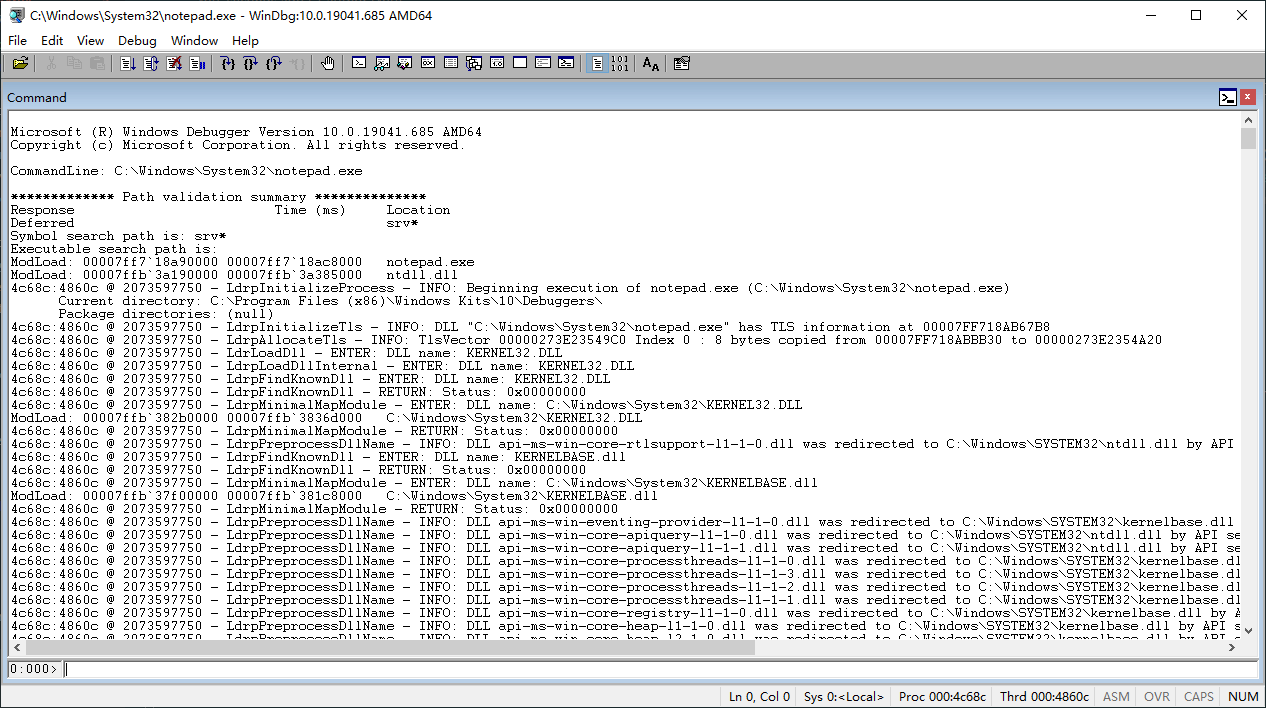 C:\Windows\System32\notepad.exe - WinDbg:10.0.19041.685 AMD64
File Edit View Debug Window Help
Command
Microsoft (R) Windows Debugger Version 10.0.19041.685 AMD64
Copyright (c) Microsoft Corporation. All rights reserved.
CommandLine: C:\Windows\System32\notepad.exe
************* Path validation summary **************
Response Time (ms) Location
Deferred srv*
Symbol search path is: srv*
Executable search path is:
ModLoad: 00007ff7`18a90000 00007ff7`18ac8000 notepad.exe
ModLoad: 00007ffb`3a190000 00007ffb`3a385000 ntdll.dll
4c68c:4860c @ 2073597750 - LdrpInitializeProcess - INFO: Beginning execution of notepad.exe (C:\Windows\System32\notepad.exe)
Current directory: C:\Program Files (x86)\Windows Kits\10\Debuggers\
Package directories: (null)
4c68c:4860c @ 2073597750 - LdrpInitializeTls - INFO: DLL "C:\Windows\System32\notepad.exe" has TLS information at 00007FF718AB67B8
4c68c:4860c @ 2073597750 - LdrpAllocateTls - INFO: TlsVector 00000273E23549C0 Index 0 : 8 bytes copied from 00007FF718ABBB30 to 00000273E2354A20
4c68c:4860c @ 2073597750 - LdrLoadDll - ENTER: DLL name: KERNEL32.DLL
4c68c:4860c @ 2073597750 - LdrpLoadDllInternal - ENTER: DLL name: KERNEL32.DLL
4c68c:4860c @ 2073597750 - LdrpFindKnownDll - ENTER: DLL name: KERNEL32.DLL
4c68c:4860c @ 2073597750 - LdrpFindKnownDll - RETURN: Status: 0x00000000
4c68c:4860c @ 2073597750 - LdrpMinimalMapModule - ENTER: DLL name: C:\Windows\System32\KERNEL32.DLL
ModLoad: 00007ffb`382b0000 00007ffb`3836d000 C:\Windows\System32\KERNEL32.DLL
4c68c:4860c @ 2073597750 - LdrpMinimalMapModule - RETURN: Status: 0x00000000
4c68c:4860c @ 2073597750 - LdrpPreprocessDllName - INFO: DLL api-ms-win-core-rtlsupport-l1-1-0.dll was redirected to C:\Windows\SYSTEM32\ntdll.dll by API
4c68c:4860c @ 2073597750 - LdrpFindKnownDll - ENTER: DLL name: KERNELBASE.dll
4c68c:4860c @ 2073597750 - LdrpFindKnownDll - RETURN: Status: 0x00000000
4c68c:4860c @ 2073597750 - LdrpMinimalMapModule - ENTER: DLL name: C:\Windows\System32\KERNELBASE.dll
ModLoad: 00007ffb`37f00000 00007ffb`381c8000 C:\Windows\System32\KERNELBASE.dll
4c68c:4860c @ 2073597750 - LdrpMinimalMapModule - RETURN: Status: 0x00000000
4c68c:4860c @ 2073597750 - LdrpPreprocessDllName - INFO: DLL api-ms-win-eventing-provider-l1-1-0.dll was redirected to C:\Windows\SYSTEM32\kernelbase.dll
4c68c:4860c @ 2073597750 - LdrpPreprocessDllName - INFO: DLL api-ms-win-core-apiquery-l1-1-0.dll was redirected to C:\Windows\SYSTEM32\ntdll.dll by API se
4c68c:4860c @ 2073597750 - LdrpPreprocessDllName - INFO: DLL api-ms-win-core-apiquery-l1-1-1.dll was redirected to C:\Windows\SYSTEM32\ntdll.dll by API se
4c68c:4860c @ 2073597750 - LdrpPreprocessDllName - INFO: DLL api-ms-win-core-processthreads-l1-1-0.dll was redirected to C:\Windows\SYSTEM32\kernelbase.dl
4c68c:4860c @ 2073597750 - LdrpPreprocessDllName - INFO: DLL api-ms-win-core-processthreads-l1-1-3.dll was redirected to C:\Windows\SYSTEM32\kernelbase.dl
4c68c:4860c @ 2073597750 - LdrpPreprocessDllName - INFO: DLL api-ms-win-core-processthreads-l1-1-2.dll was redirected to C:\Windows\SYSTEM32\kernelbase.dl
4c68c:4860c @ 2073597750 - LdrpPreprocessDllName - INFO: DLL api-ms-win-core-processthreads-l1-1-1.dll was redirected to C:\Windows\SYSTEM32\kernelbase.dl
4c68c:4860c @ 2073597750 - LdrpPreprocessDllName - INFO: DLL api-ms-win-core-registry-l1-1-0.dll was redirected to C:\Windows\SYSTEM32\kernelbase.dll by A
4c68c:4860c @ 2073597750 - LdrpPreprocessDllName - INFO: DLL api-ms-win-core-heap-l1-1-0.dll was redirected to C:\Windows\SYSTEM32\kernelbase.dll by API s
4c68c:4860c @ 2073597750 - LdrpPreprocessDllName - INFO: DLL api-ms-win-core-heap-l2-1-0.dll was redirected to C:\Windows\SYSTEM32\kernelbase.dll by API s
0:000>
Ln 0, Col 0 Sys 0:<Local> Proc 000:4c68c Thrd 000:4860c ASM OVR CAPS NUM